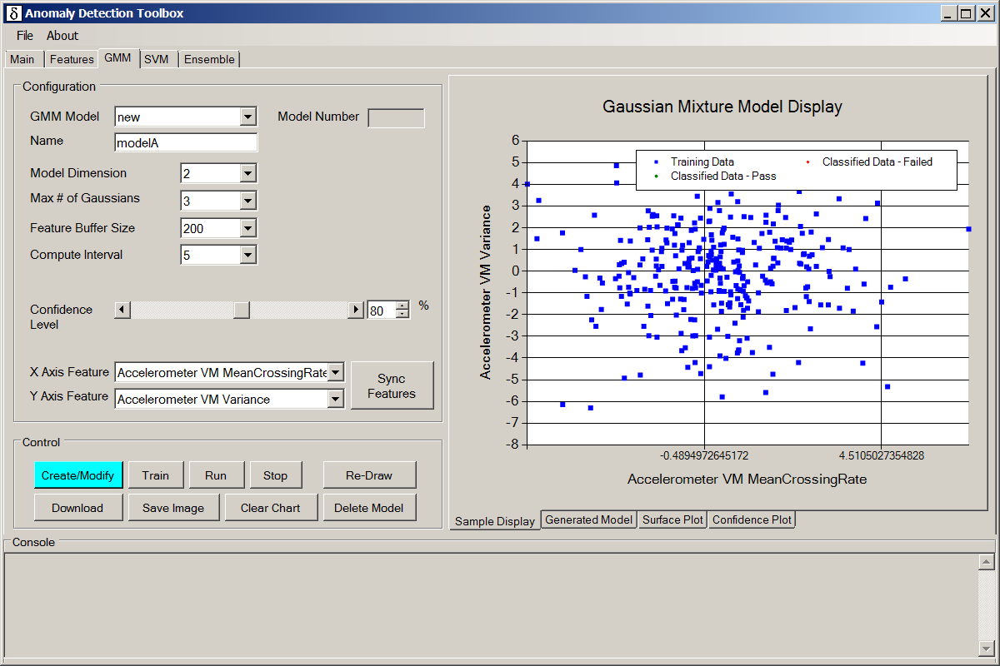 δ Anomaly Detection Toolbox
File About
Main Features GMM SVM Ensemble
Configuration
GMM Model new Model Number
Name modelA
Model Dimension 2
Max # of Gaussians 3
Feature Buffer Size 200
Compute Interval 5
Confidence
Level
80 %
X Axis Feature Accelerometer VM MeanCrossingRate
Y Axis Feature Accelerometer VM Variance
Sync
Features
Control
Create/Modify Train Run Stop Re-Draw
Download Save Image Clear Chart Delete Model
Gaussian Mixture Model Display
Training Data Classified Data - Failed
Classified Data - Pass
Accelerometer VM Variance
6
5
4
3
2
1
0
-1
-2
-3
-4
-5
-6
-7
-8
-0.4894972645172 4.5105027354828
Accelerometer VM MeanCrossingRate
Sample Display Generated Model Surface Plot Confidence Plot
Console